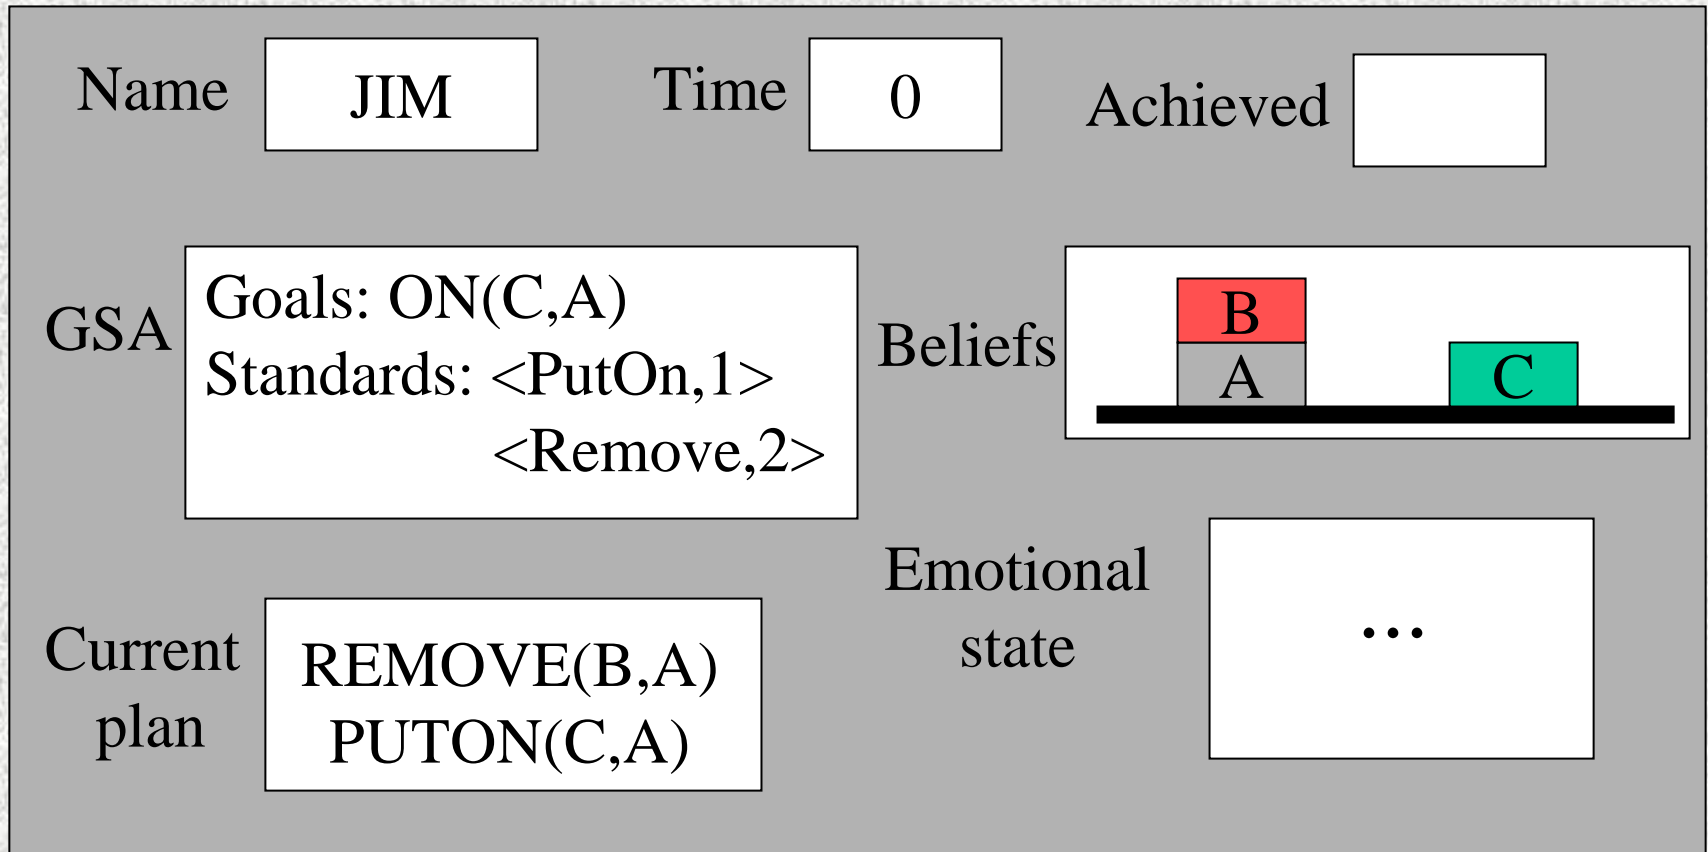 Name JIM Time 0 Achieved
GSA
Goals: ON(C,A)
Standards: <PutOn,1>
<Remove,2>
Beliefs
B
A C
Current
plan
REMOVE(B,A)
PUTON(C,A)
Emotional
state
...